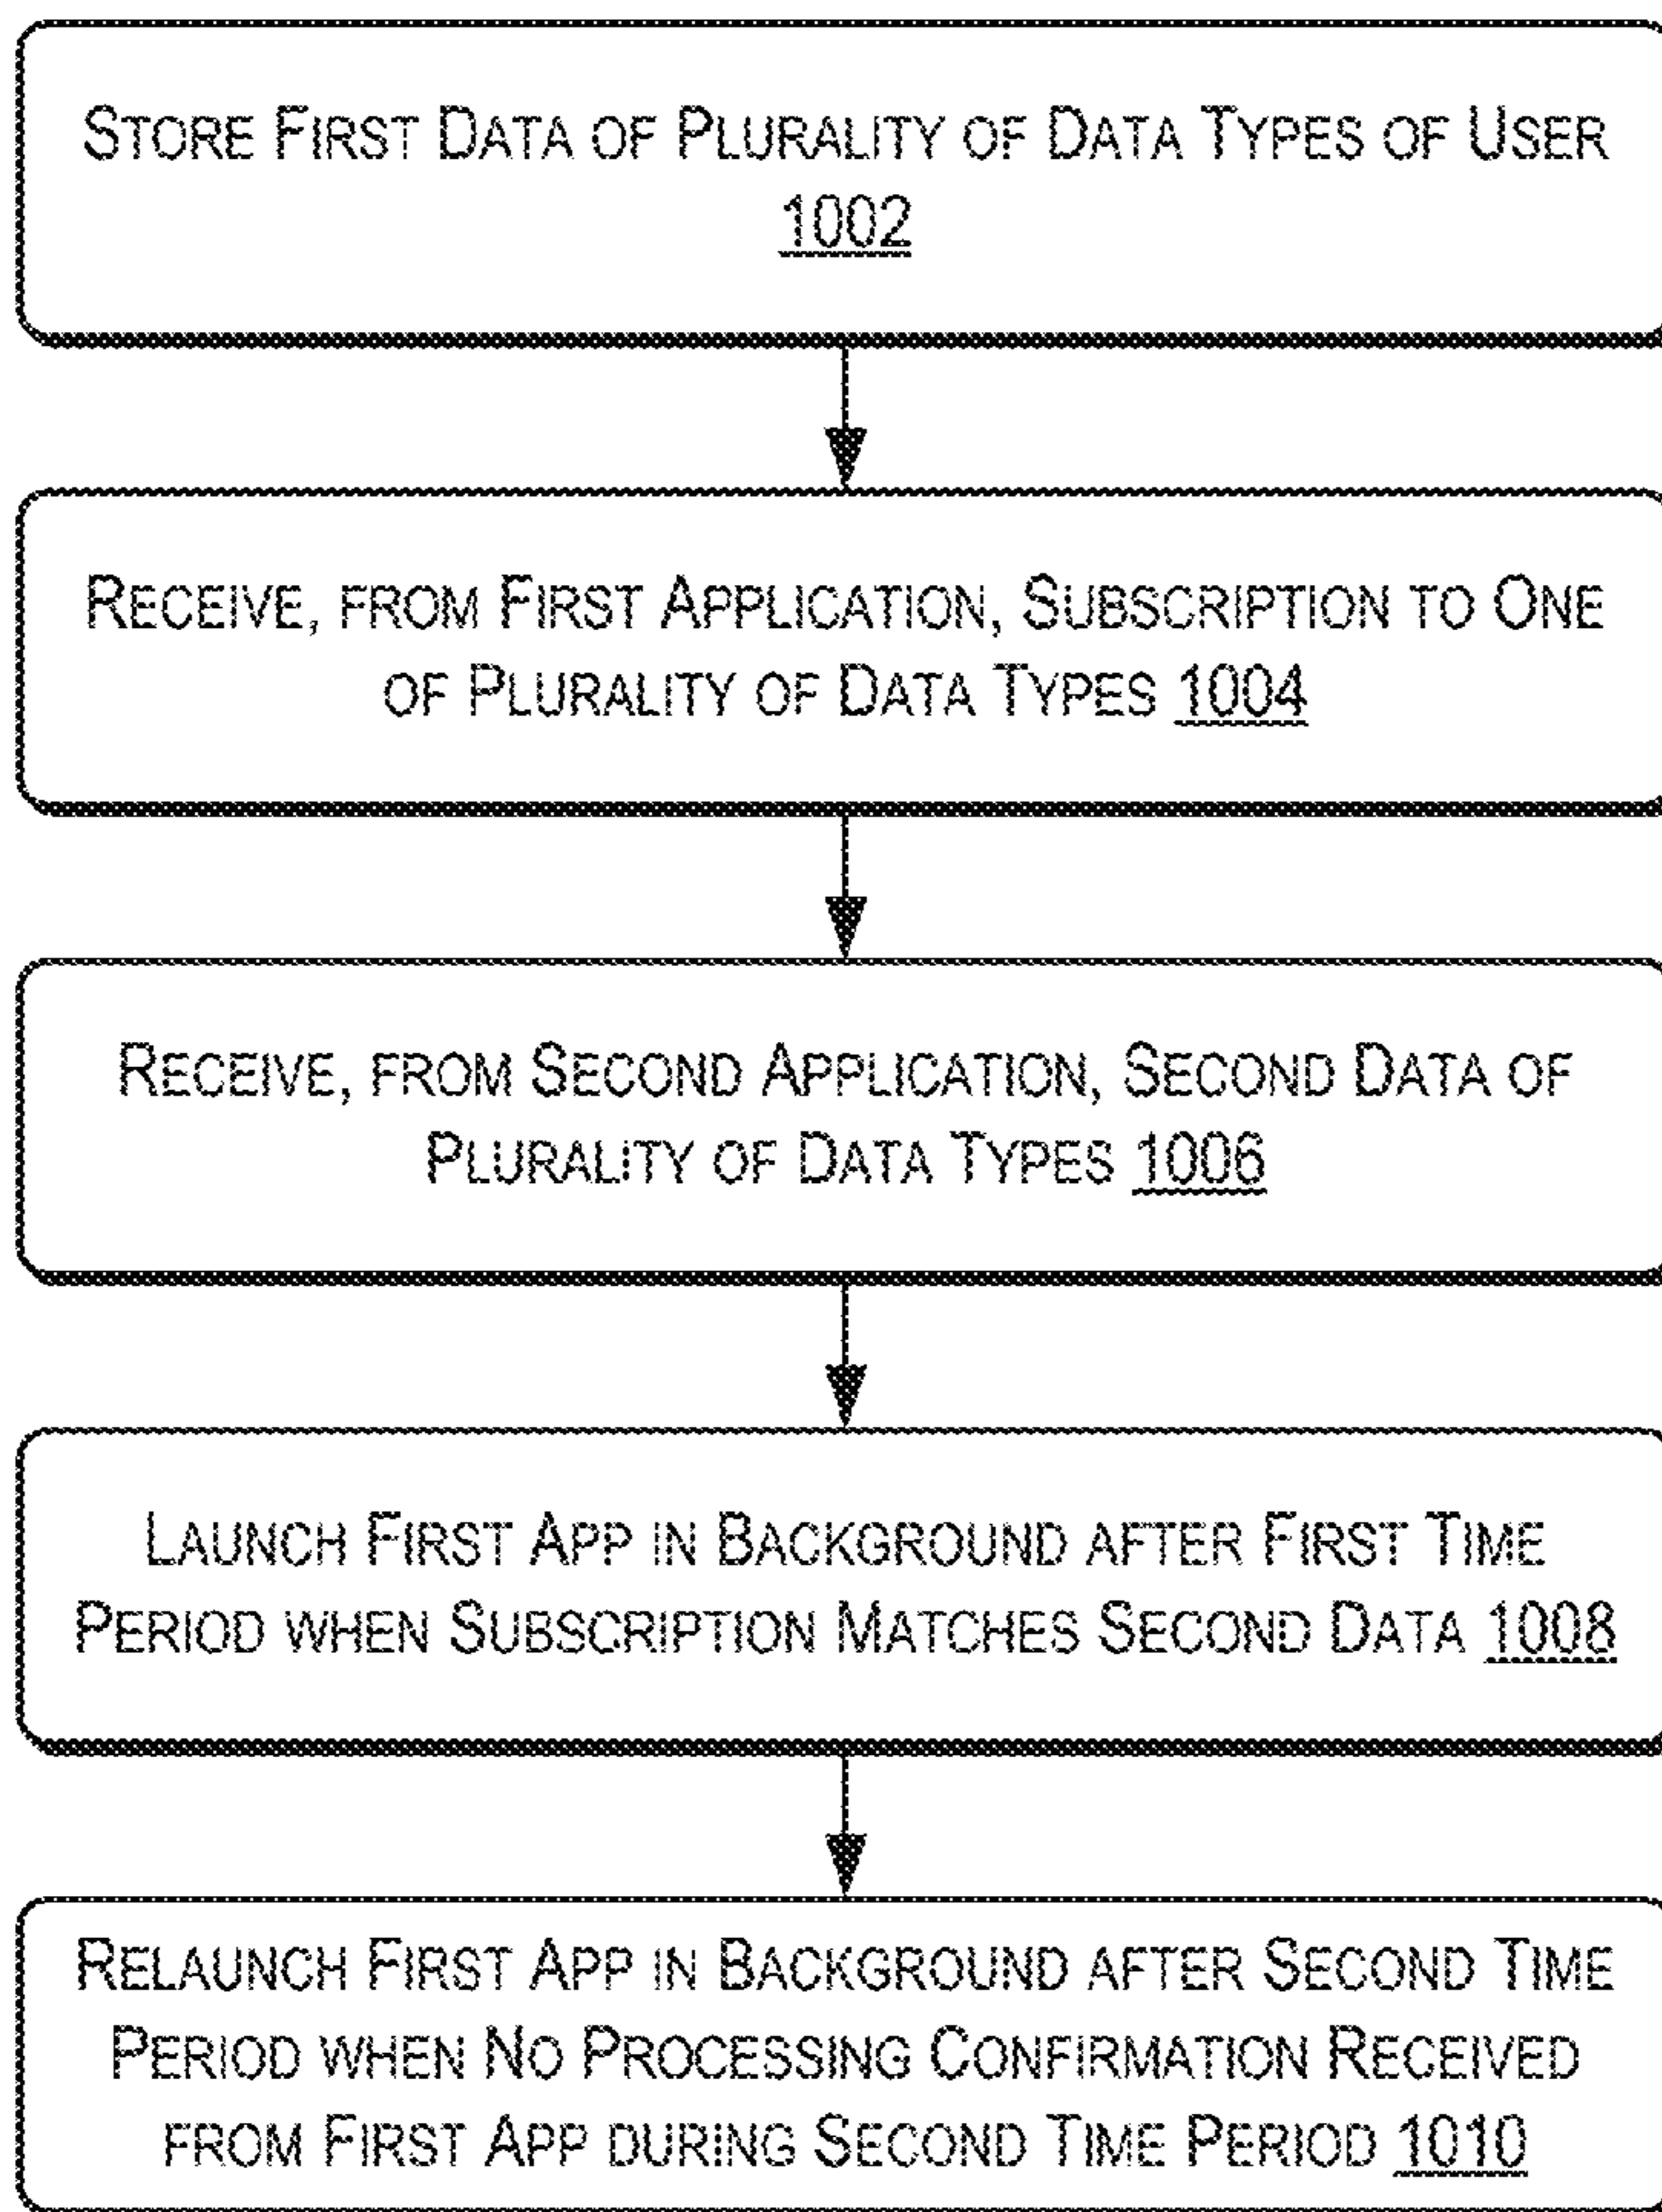 STORE FIRST DATA OF PLURALITY OF DATA TYPES OF USER
1002
RECEIVE, FROM FIRST APPLICATION, SUBSCRIPTION TO ONE
OF PLURALITY OF DATA TYPES 1004
RECEIVE, FROM SECOND APPLICATION, SECOND DATA OF
PLURALITY OF DATA TYPES 1006
LAUNCH FIRST APP IN BACKGROUND AFTER FIRST TIME
PERIOD WHEN SUBSCRIPTION MATCHES SECOND DATA 1008
RELAUNCH FIRST APP IN BACKGROUND AFTER SECOND TIME
PERIOD WHEN NO PROCESSING CONFIRMATION RECEIVED
FROM FIRST APP DURING SECOND TIME PERIOD 1010